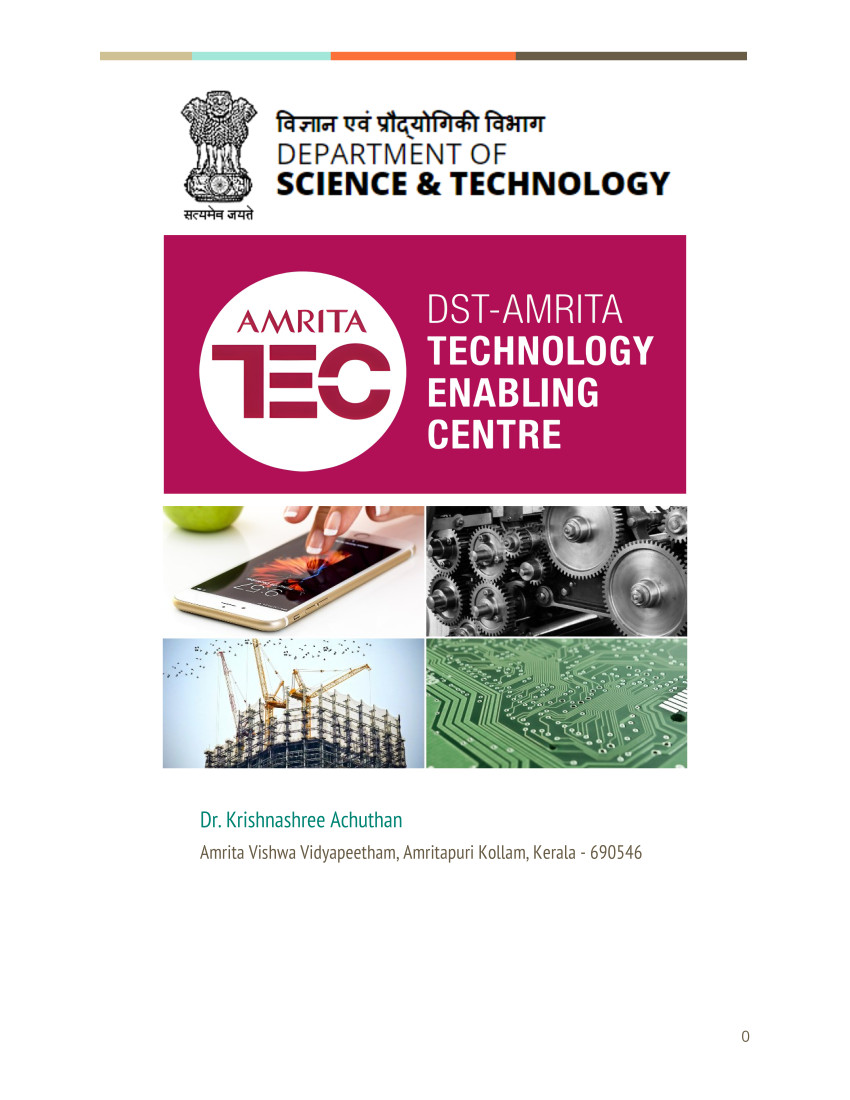 विज्ञान एवं प्रौद्योगिकी विभाग
DEPARTMENT OF
SCIENCE & TECHNOLOGY
सत्यमेव जयते
AMRITA
TEC
DST-AMRITA
TECHNOLOGY
ENABLING
CENTRE
Dr. Krishnashree Achuthan
Amrita Vishwa Vidyapeetham, Amritapuri Kollam, Kerala - 690546
0